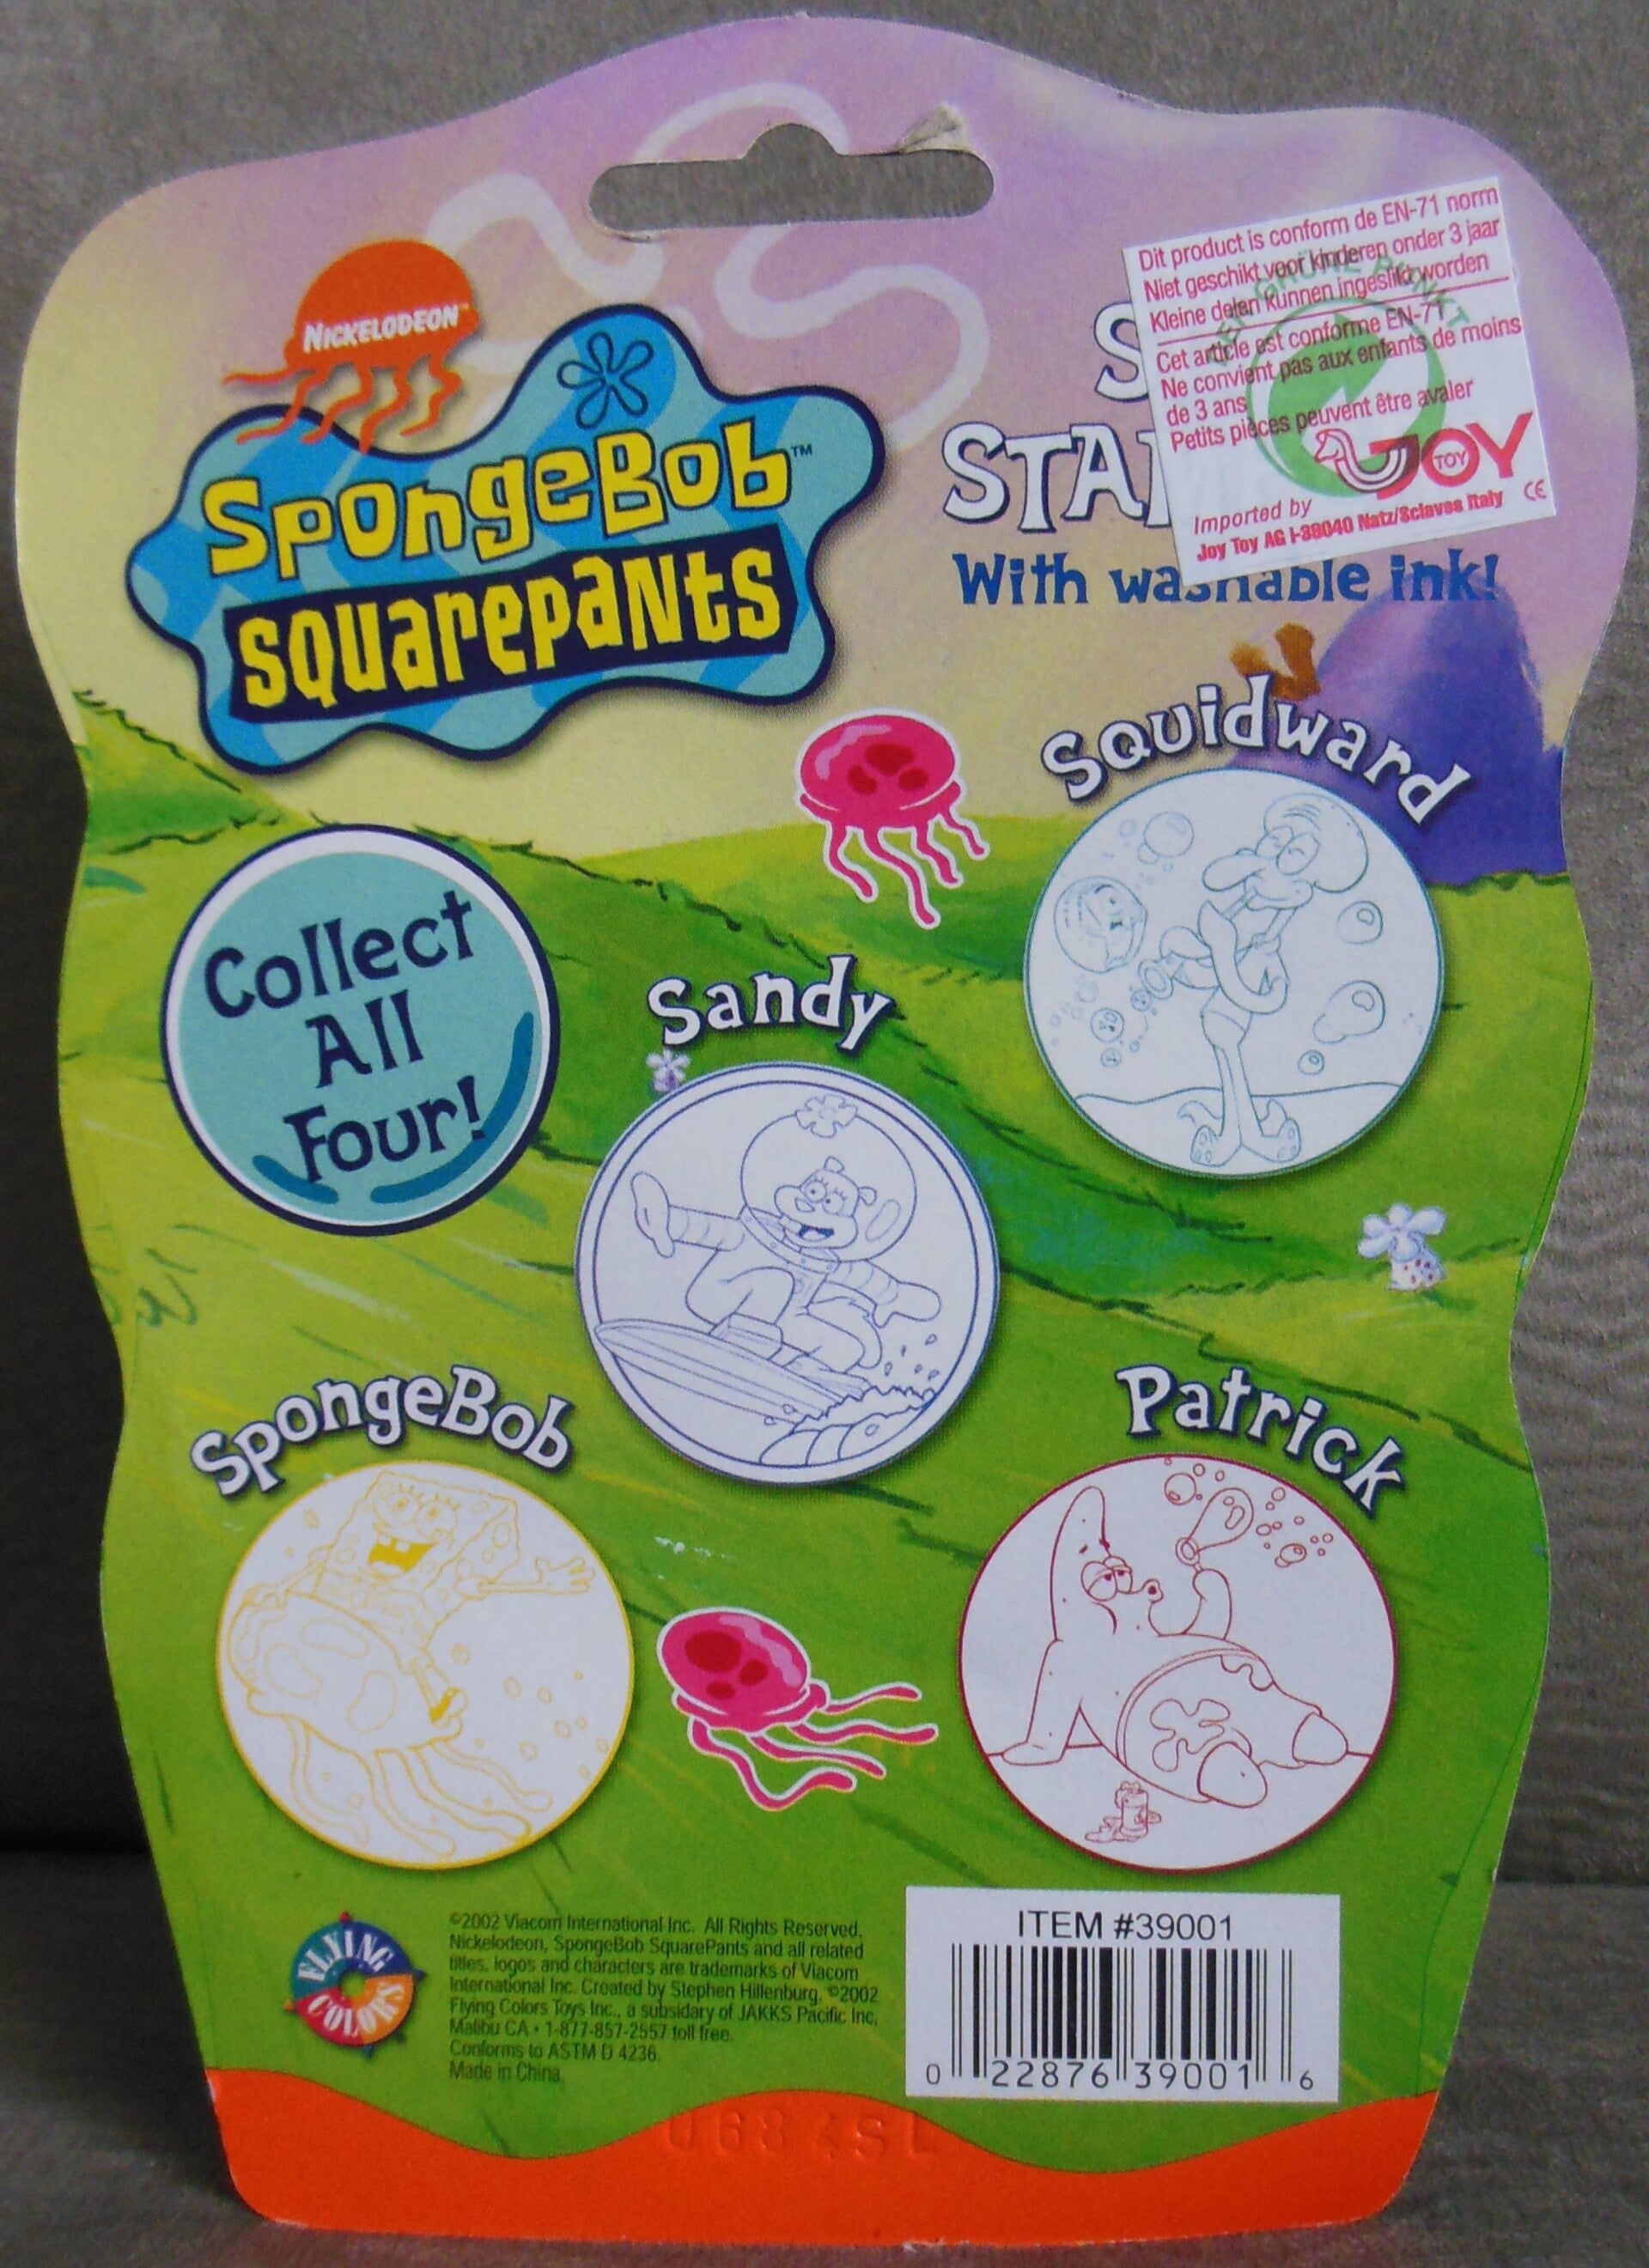 NICKELODEON™
SpongeBob™
SQUAREPANTS
S
STA
With washable ink!
Dit product is conform de EN-71 norm
Niet geschikt voor kinderen onder 3 jaar
Kleine delen kunnen ingeslikt worden
Cet article est conforme EN-71
Ne convient pas aux enfants de moins
de 3 ans
Petits pièces peuvent être avaler
JOY
TOY
Imported by
Joy Toy AG I-39040 Natz/Sclaves Italy CE
GRÜNE PUNKT
Squidward
Collect
All
Four!
Sandy
SpongeBob
Patrick
FLYING
COLORS
©2002 Viacom International Inc. All Rights Reserved.
Nickelodeon, SpongeBob SquarePants and all related
titles, logos and characters are trademarks of Viacom
International Inc. Created by Stephen Hillenburg. ©2002
Flying Colors Toys Inc., a subsidary of JAKKS Pacific Inc,
Malibu CA • 1-877-857-2557 toll free.
Conforms to ASTM D 4236.
Made in China
ITEM #39001
0 22876 39001 6
0684SL